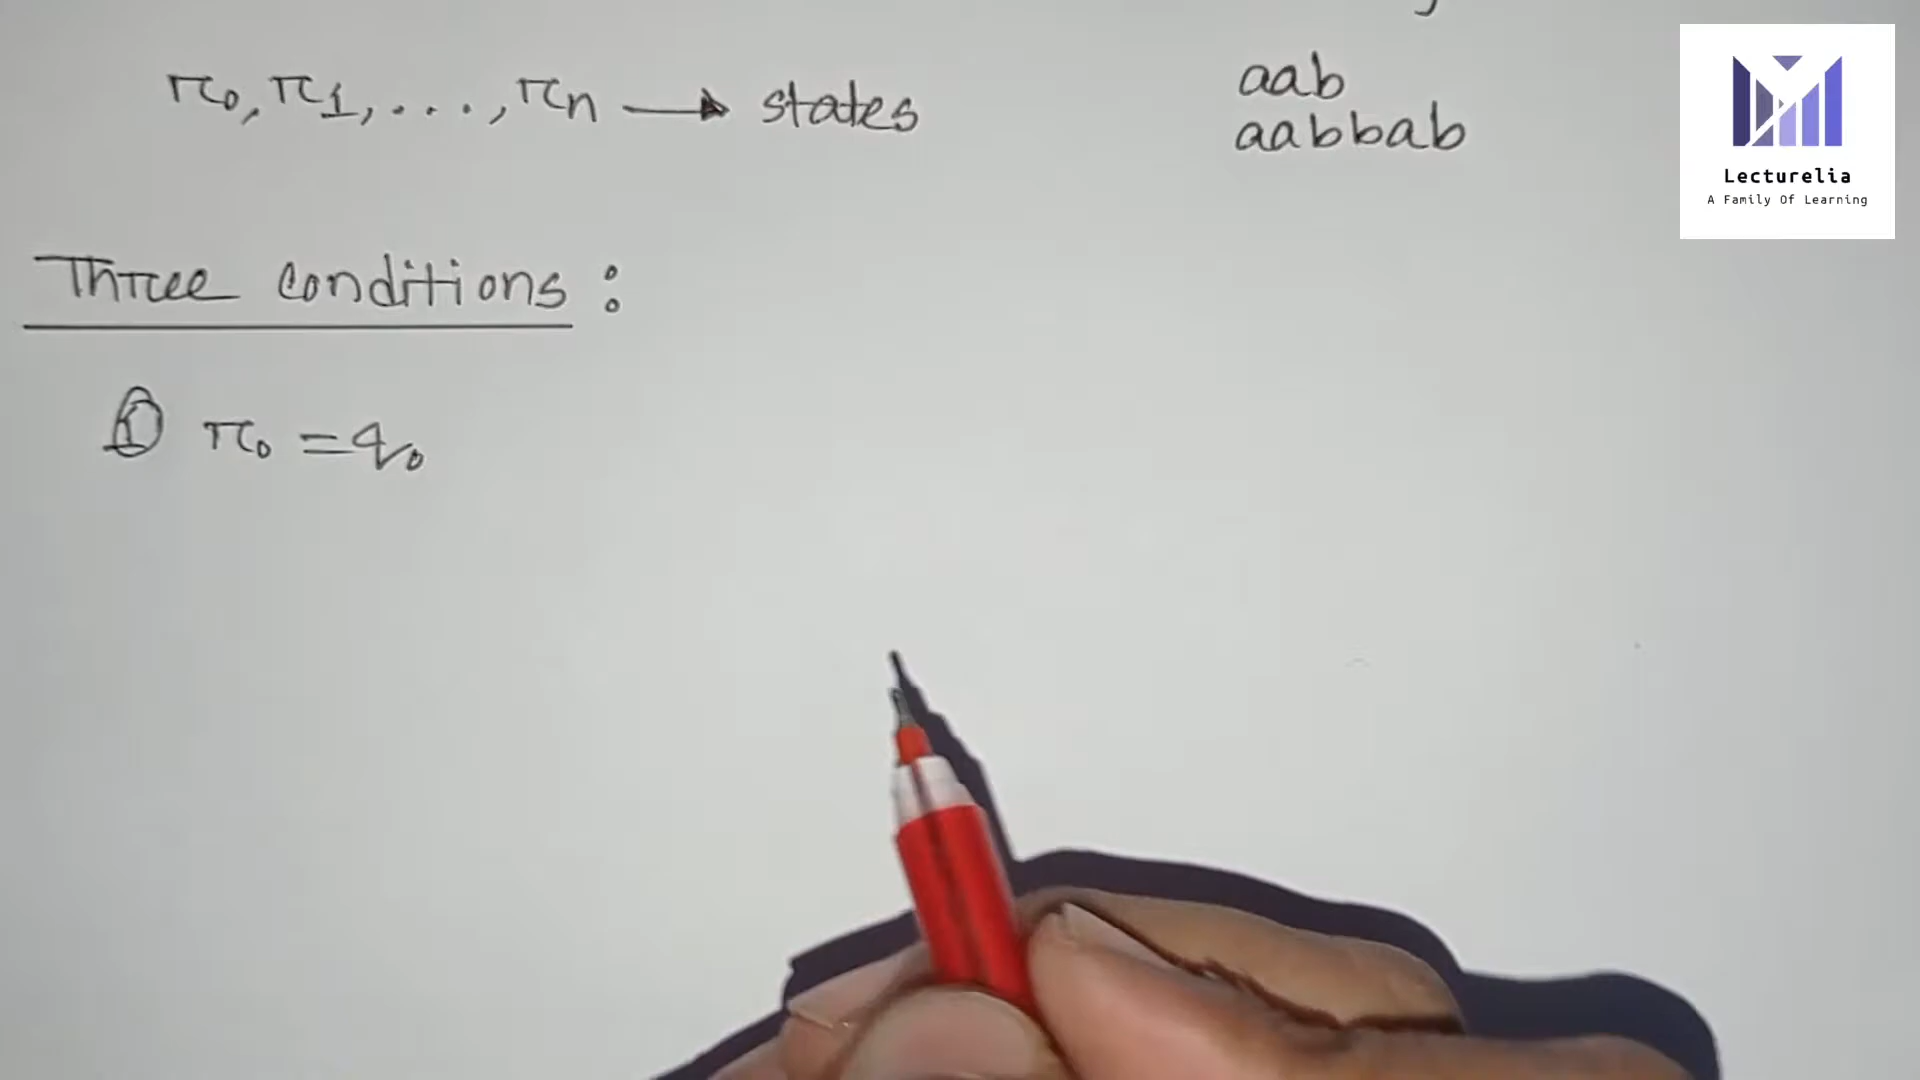 r0, r1, ..., rn → states
aab
aabbab
Lecturelia
A Family Of Learning
Three conditions :
① r0 = q0